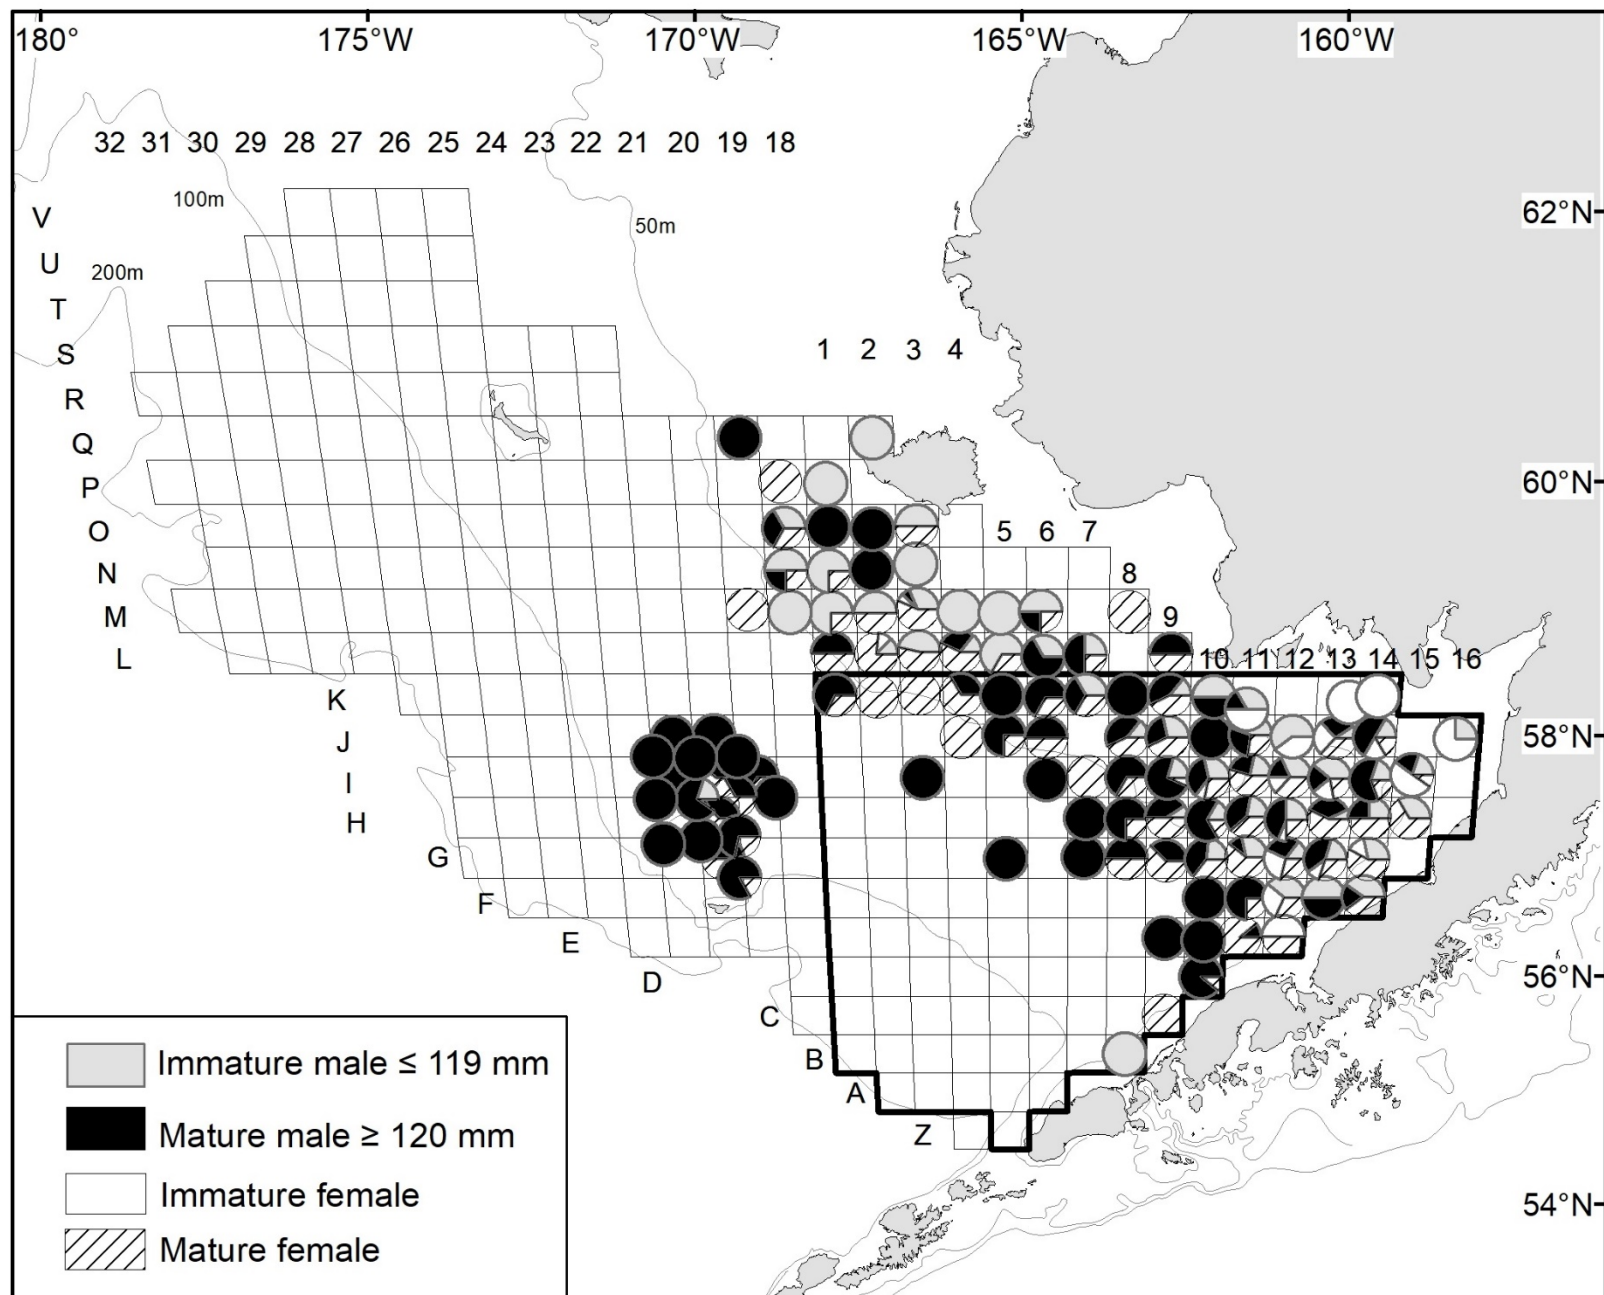 180° 175°W 170°W 165°W 160°W
32 31 30 29 28 27 26 25 24 23 22 21 20 19 18
100m
62°N
V
50m
U
200m
T
1 2 3 4
S
R
Q
60°N
P
O
5 6 7
N
8
M
9
L
10 11 12 13 14 15 16
K
J
58°N
I
H
G
F
E
56°N
D
C
B
A
Z
54°N
Immature male ≤ 119 mm
Mature male ≥ 120 mm
Immature female
Mature female